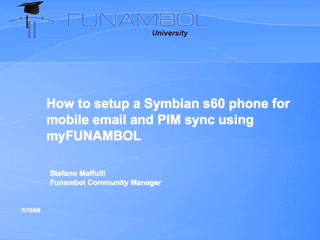 FUNAMBOL
University
How to setup a Symbian s60 phone for
mobile email and PIM sync using
myFUNAMBOL
Stefano Maffulli
Funambol Community Manager
7/15/08